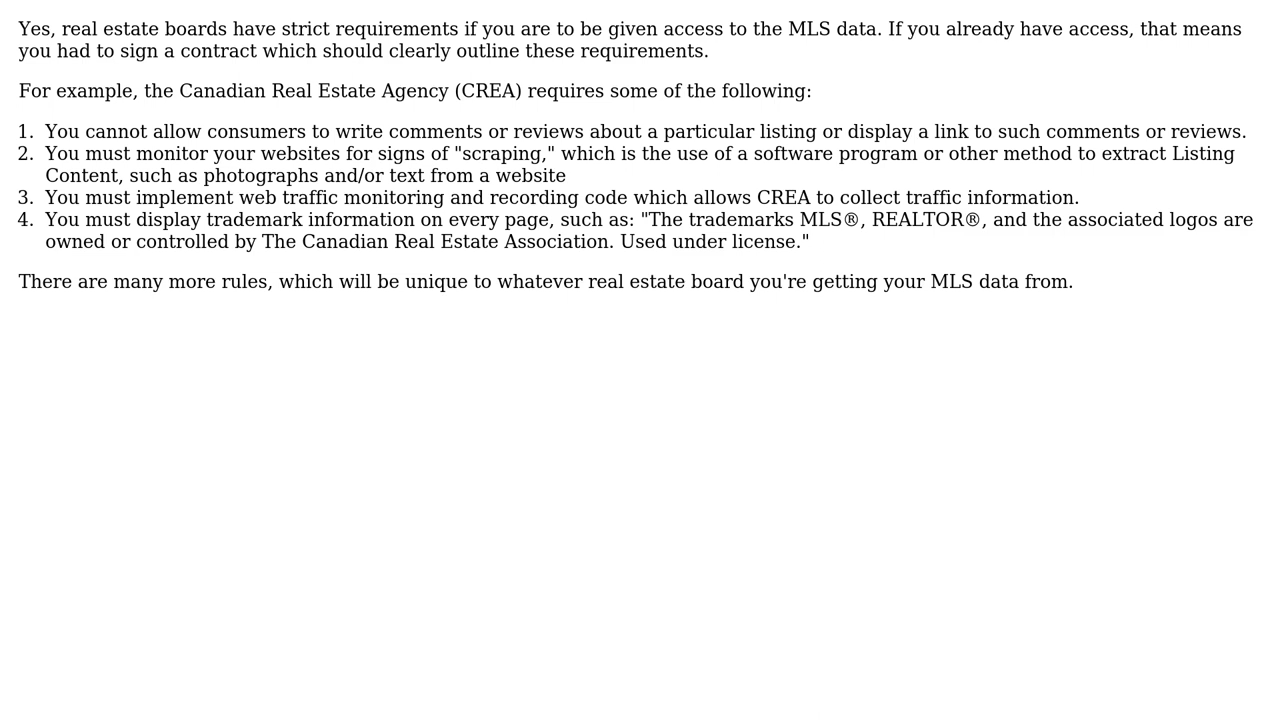 Yes, real estate boards have strict requirements if you are to be given access to the MLS data. If you already have access, that means
you had to sign a contract which should clearly outline these requirements.
For example, the Canadian Real Estate Agency (CREA) requires some of the following:
1. You cannot allow consumers to write comments or reviews about a particular listing or display a link to such comments or reviews.
2. You must monitor your websites for signs of "scraping," which is the use of a software program or other method to extract Listing
Content, such as photographs and/or text from a website
3. You must implement web traffic monitoring and recording code which allows CREA to collect traffic information.
4. You must display trademark information on every page, such as: "The trademarks MLS®, REALTOR®, and the associated logos are
owned or controlled by The Canadian Real Estate Association. Used under license."
There are many more rules, which will be unique to whatever real estate board you're getting your MLS data from.